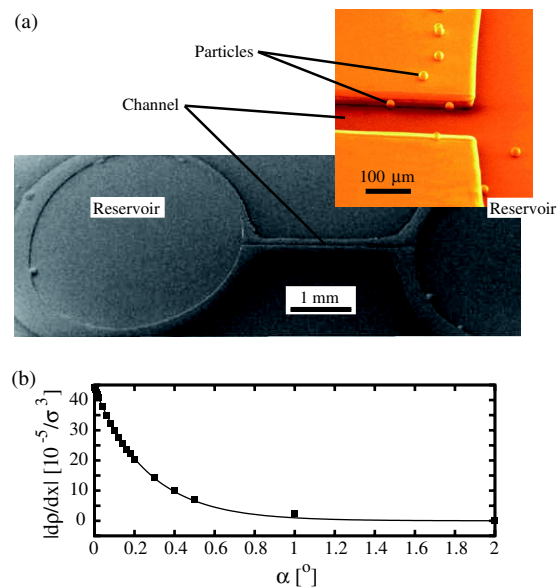 (a)
Particles
Channel
100 μm
Reservoir
Reservoir
1 mm
(b)
|dρ/dx| [10⁻⁵/σ³]
40
30
20
10
0
0 0.2 0.4 0.6 0.8 1 1.2 1.4 1.6 1.8 2
α [°]